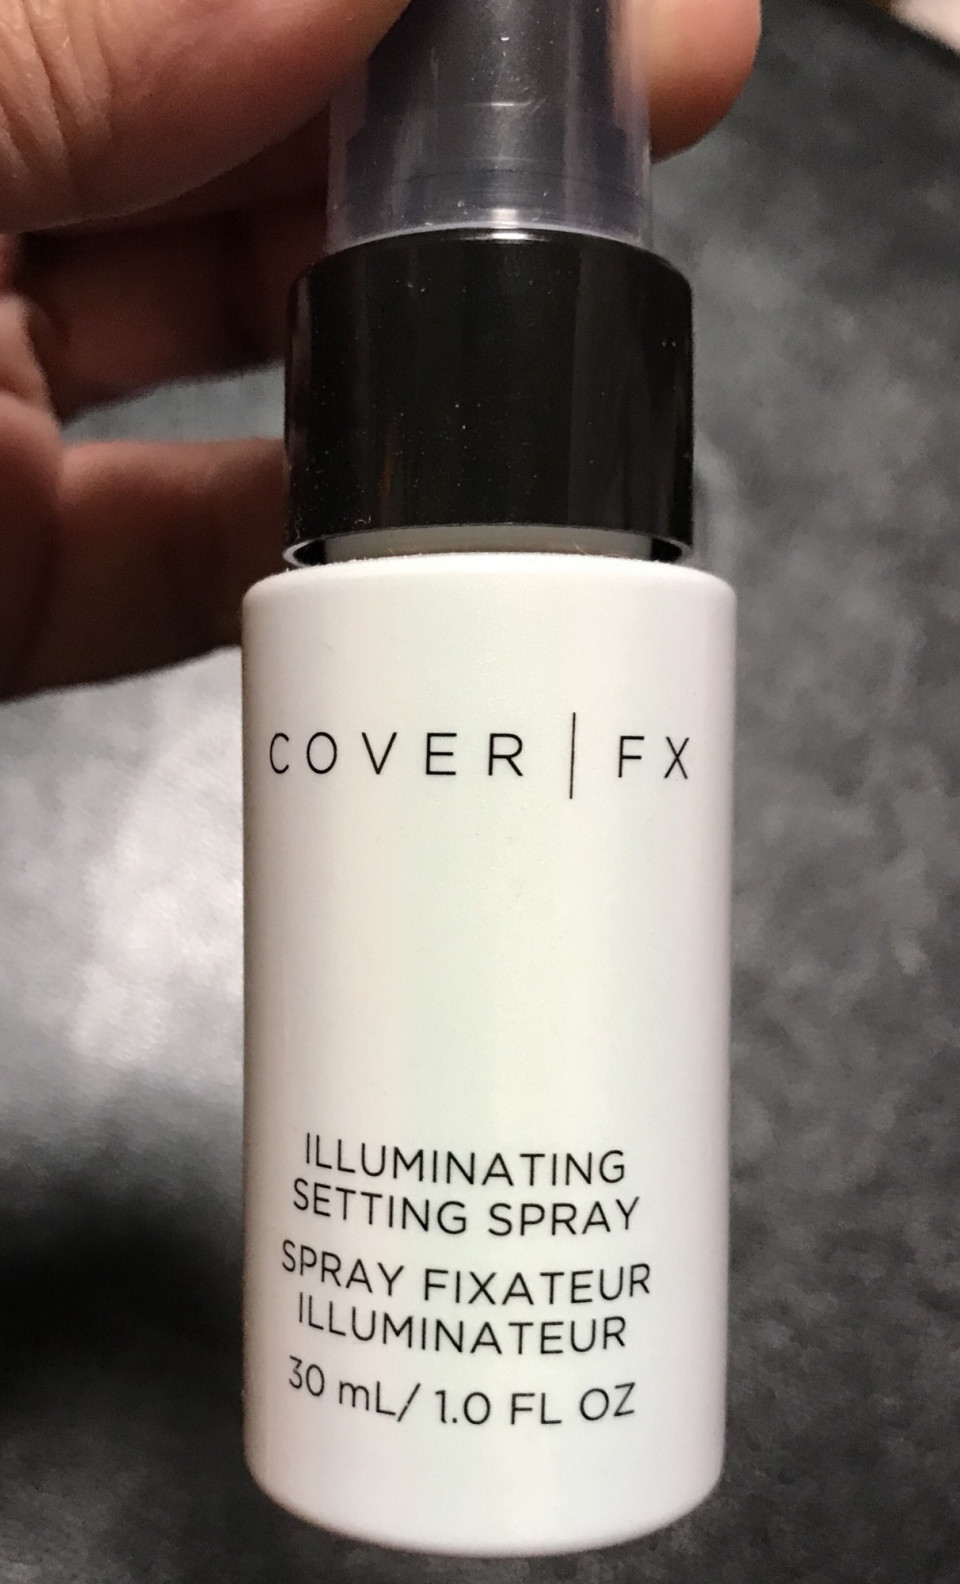 COVER | FX
ILLUMINATING
SETTING SPRAY
SPRAY FIXATEUR
ILLUMINATEUR
30 mL/ 1.0 FL OZ